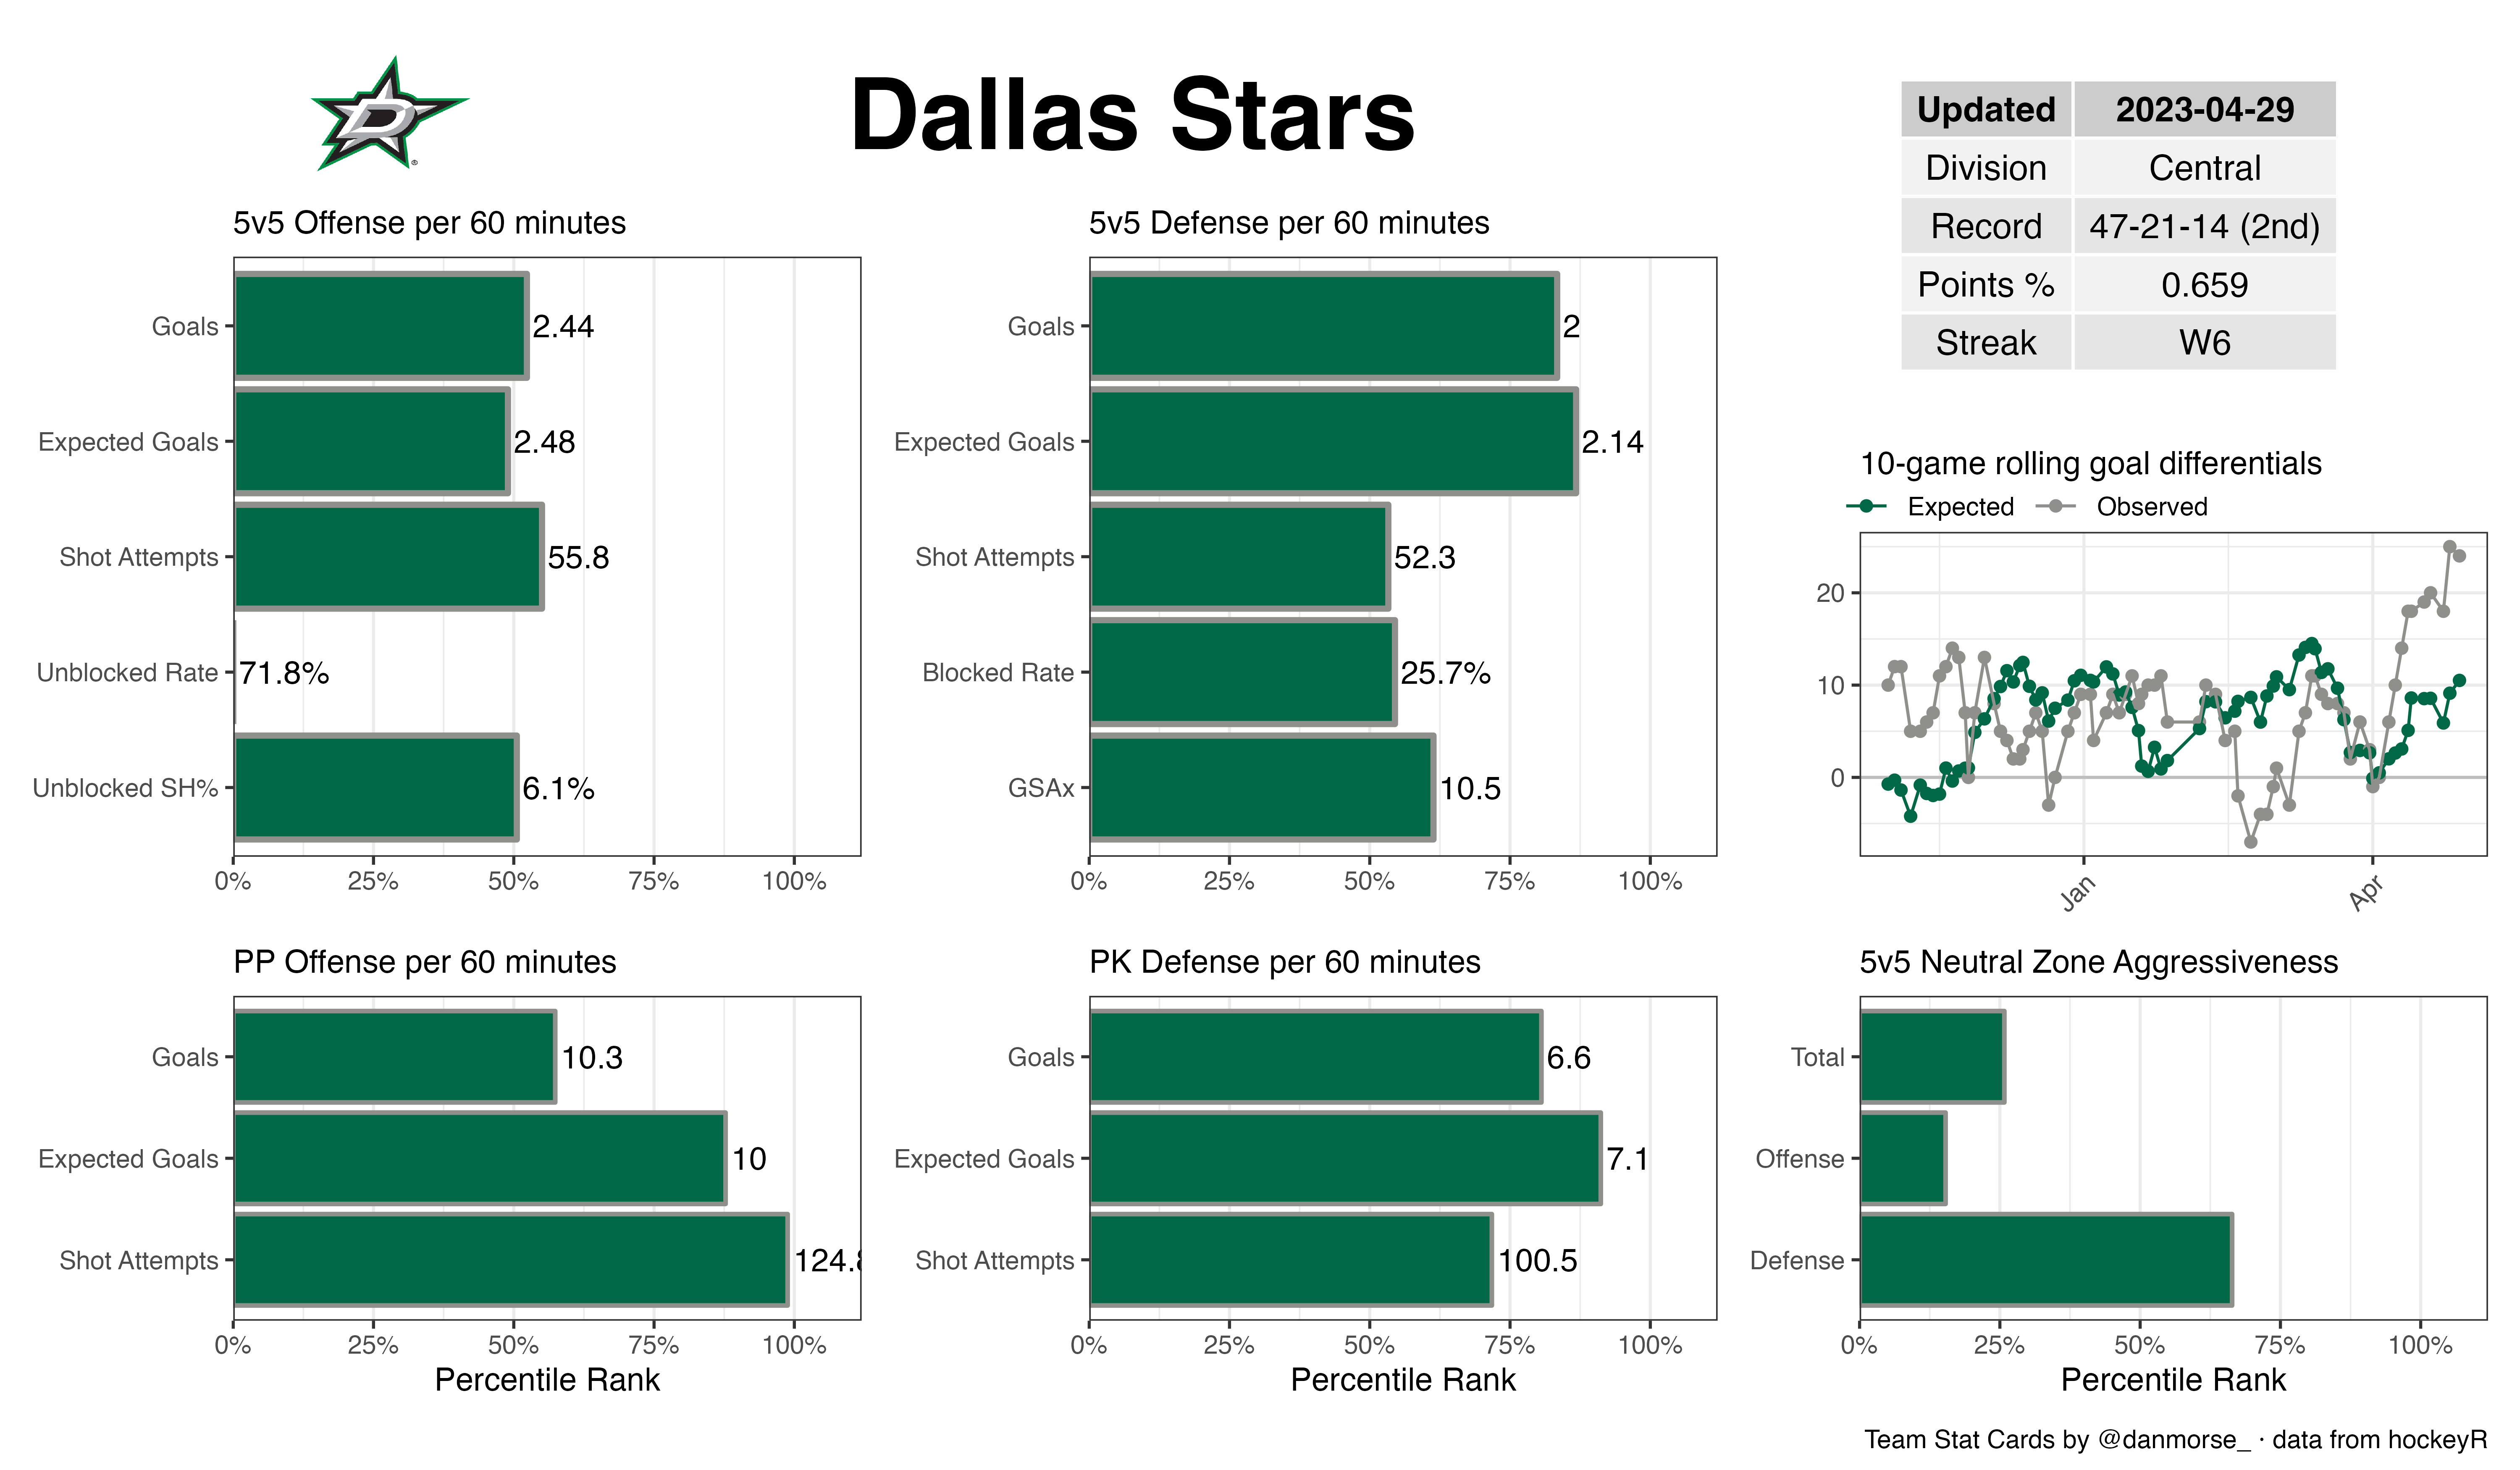 Dallas Stars
Updated 2023-04-29
Division Central
Record 47-21-14 (2nd)
Points % 0.659
Streak W6
5v5 Offense per 60 minutes
Goals 2.44
Expected Goals 2.48
Shot Attempts 55.8
Unblocked Rate 71.8%
Unblocked SH% 6.1%
0% 25% 50% 75% 100%
5v5 Defense per 60 minutes
Goals 2
Expected Goals 2.14
Shot Attempts 52.3
Blocked Rate 25.7%
GSAx 10.5
0% 25% 50% 75% 100%
10-game rolling goal differentials
Expected Observed
20
10
0
Jan Apr
PP Offense per 60 minutes
Goals 10.3
Expected Goals 10
Shot Attempts 124.8
0% 25% 50% 75% 100%
Percentile Rank
PK Defense per 60 minutes
Goals 6.6
Expected Goals 7.1
Shot Attempts 100.5
0% 25% 50% 75% 100%
Percentile Rank
5v5 Neutral Zone Aggressiveness
Total
Offense
Defense
0% 25% 50% 75% 100%
Percentile Rank
Team Stat Cards by @danmorse_ · data from hockeyR